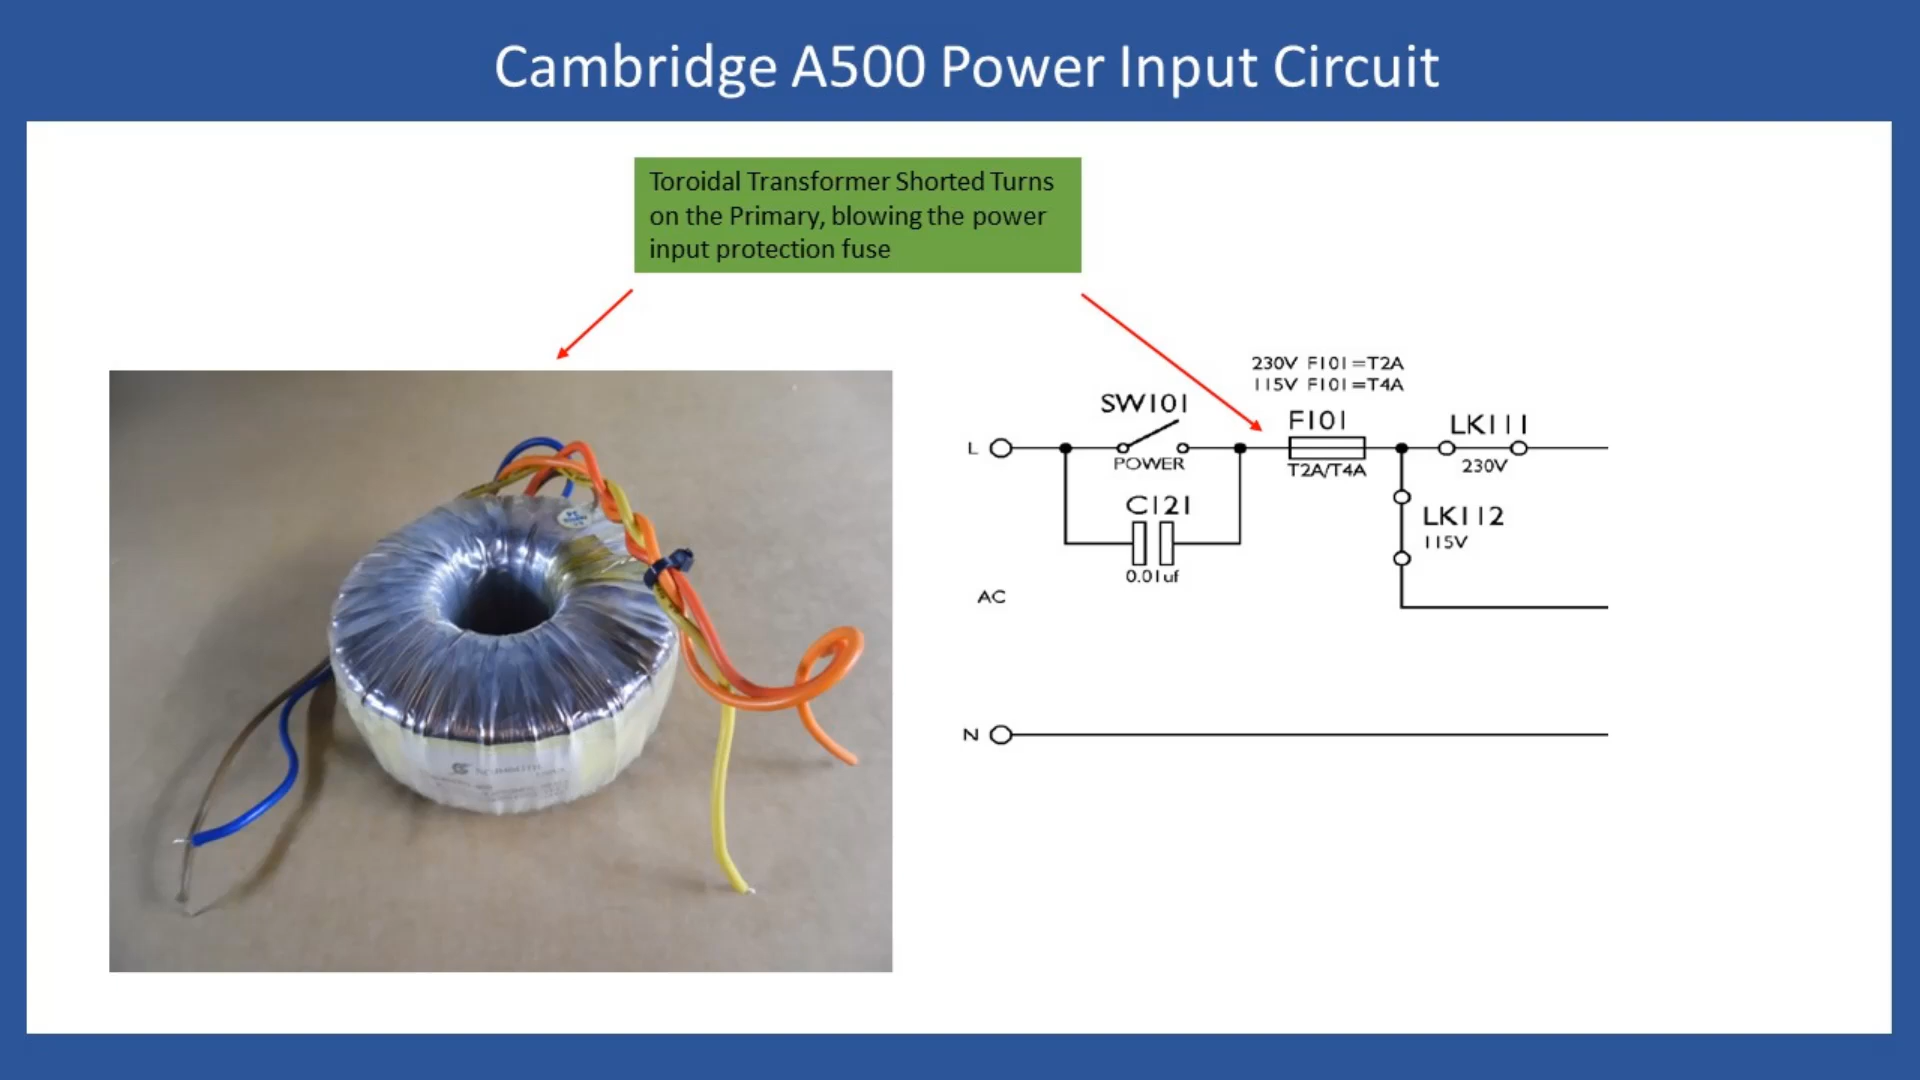 Cambridge A500 Power Input Circuit
Toroidal Transformer Shorted Turns
on the Primary, blowing the power
input protection fuse
230V F101=T2A
115V F101=T4A
SW101
F101
LK111
L
POWER
T2A/T4A
230V
C121
LK112
115V
0.01uf
AC
N